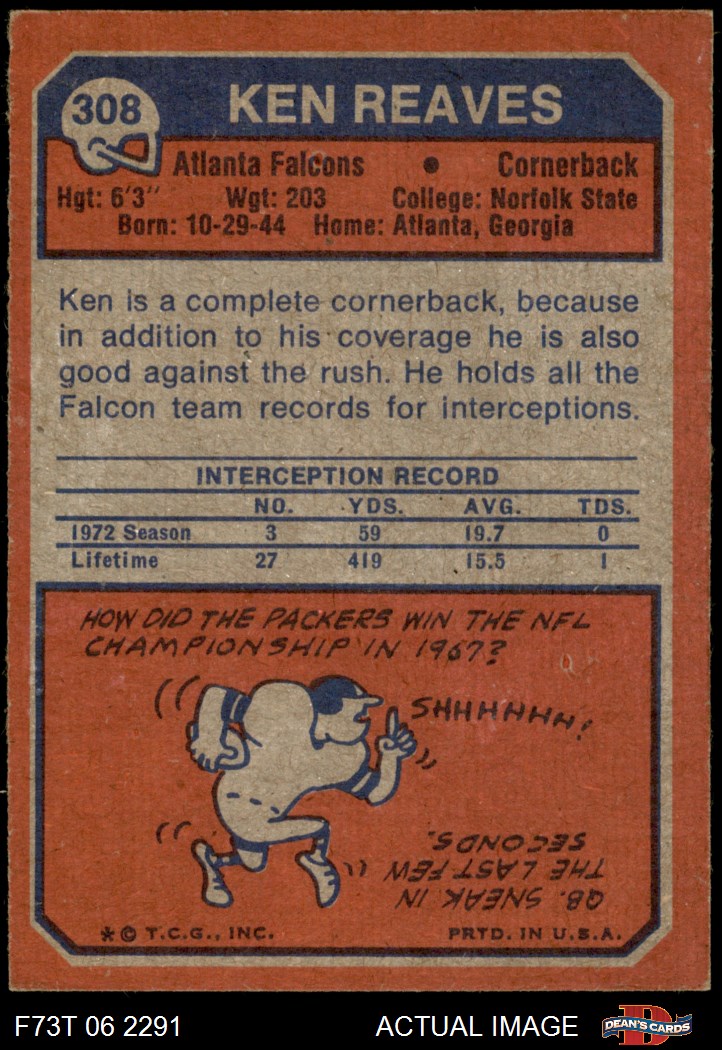 308
KEN REAVES
Atlanta Falcons • Cornerback
Hgt: 6'3" Wgt: 203 College: Norfolk State
Born: 10-29-44 Home: Atlanta, Georgia
Ken is a complete cornerback, because
in addition to his coverage he is also
good against the rush. He holds all the
Falcon team records for interceptions.
INTERCEPTION RECORD
NO. YDS. AVG. TDS.
1972 Season 3 59 19.7 0
Lifetime 27 419 15.5 1
HOW DID THE PACKERS WIN THE NFL
CHAMPIONSHIP IN 1967?
SHHHHHH!
QB. SNEAK IN
THE LAST FEW
SECONDS.
* © T.C.G., INC. PRTD. IN U.S.A.
F73T 06 2291 ACTUAL IMAGE
D
DEAN'S CARDS